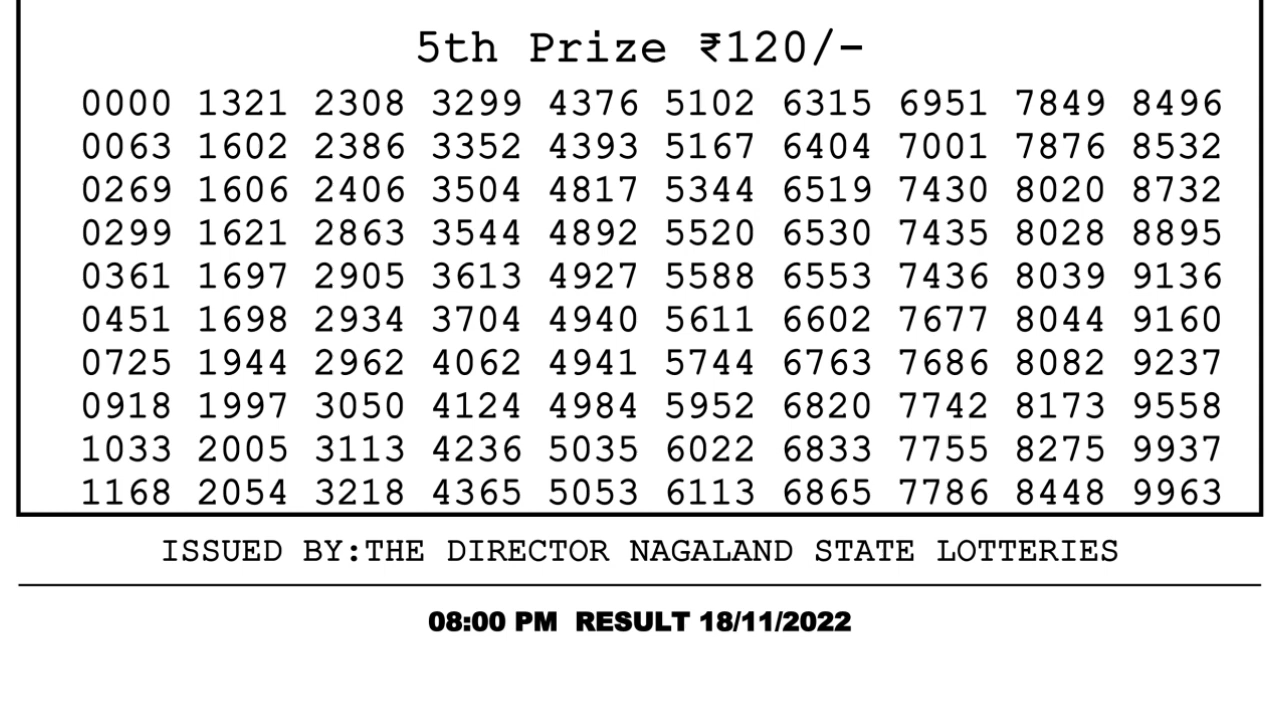 5th Prize ₹120/-
0000 1321 2308 3299 4376 5102 6315 6951 7849 8496
0063 1602 2386 3352 4393 5167 6404 7001 7876 8532
0269 1606 2406 3504 4817 5344 6519 7430 8020 8732
0299 1621 2863 3544 4892 5520 6530 7435 8028 8895
0361 1697 2905 3613 4927 5588 6553 7436 8039 9136
0451 1698 2934 3704 4940 5611 6602 7677 8044 9160
0725 1944 2962 4062 4941 5744 6763 7686 8082 9237
0918 1997 3050 4124 4984 5952 6820 7742 8173 9558
1033 2005 3113 4236 5035 6022 6833 7755 8275 9937
1168 2054 3218 4365 5053 6113 6865 7786 8448 9963
ISSUED BY:THE DIRECTOR NAGALAND STATE LOTTERIES
08:00 PM RESULT 18/11/2022